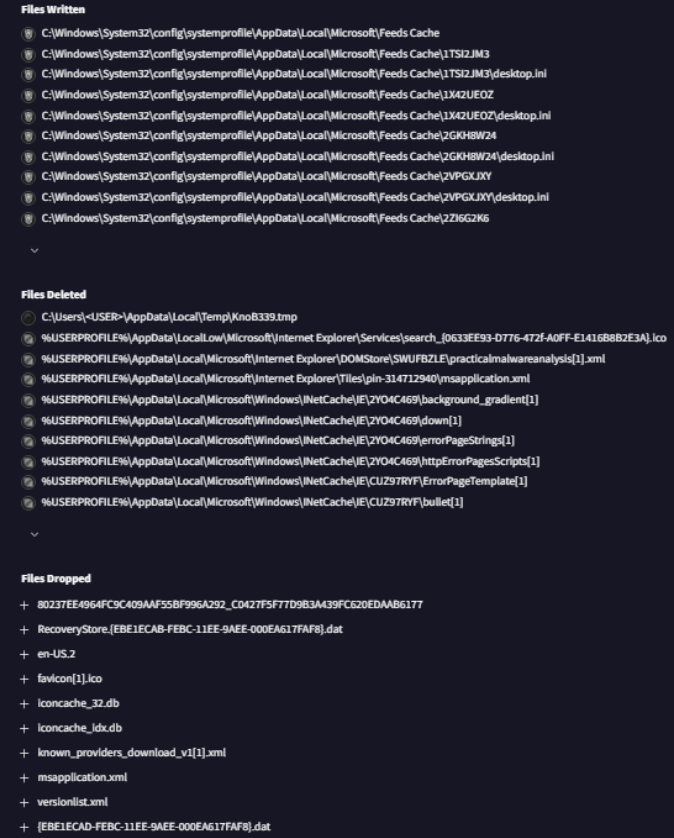 Files Written
C:\Windows\System32\config\systemprofile\AppData\Local\Microsoft\Feeds Cache
C:\Windows\System32\config\systemprofile\AppData\Local\Microsoft\Feeds Cache\1TSI2JM3
C:\Windows\System32\config\systemprofile\AppData\Local\Microsoft\Feeds Cache\1TSI2JM3\desktop.ini
C:\Windows\System32\config\systemprofile\AppData\Local\Microsoft\Feeds Cache\1X42UEOZ
C:\Windows\System32\config\systemprofile\AppData\Local\Microsoft\Feeds Cache\1X42UEOZ\desktop.ini
C:\Windows\System32\config\systemprofile\AppData\Local\Microsoft\Feeds Cache\2GKH8W24
C:\Windows\System32\config\systemprofile\AppData\Local\Microsoft\Feeds Cache\2GKH8W24\desktop.ini
C:\Windows\System32\config\systemprofile\AppData\Local\Microsoft\Feeds Cache\2VPGXJXY
C:\Windows\System32\config\systemprofile\AppData\Local\Microsoft\Feeds Cache\2VPGXJXY\desktop.ini
C:\Windows\System32\config\systemprofile\AppData\Local\Microsoft\Feeds Cache\2ZI6G2K6
Files Deleted
C:\Users\<USER>\AppData\Local\Temp\KnoB339.tmp
%USERPROFILE%\AppData\LocalLow\Microsoft\Internet Explorer\Services\search_{0633EE93-D776-472f-A0FF-E1416B8B2E3A}.ico
%USERPROFILE%\AppData\Local\Microsoft\Internet Explorer\DOMStore\SWUFBZLE\practicalmalwareanalysis[1].xml
%USERPROFILE%\AppData\Local\Microsoft\Internet Explorer\Tiles\pin-314712940\msapplication.xml
%USERPROFILE%\AppData\Local\Microsoft\Windows\INetCache\IE\2YO4C469\background_gradient[1]
%USERPROFILE%\AppData\Local\Microsoft\Windows\INetCache\IE\2YO4C469\down[1]
%USERPROFILE%\AppData\Local\Microsoft\Windows\INetCache\IE\2YO4C469\errorPageStrings[1]
%USERPROFILE%\AppData\Local\Microsoft\Windows\INetCache\IE\2YO4C469\httpErrorPagesScripts[1]
%USERPROFILE%\AppData\Local\Microsoft\Windows\INetCache\IE\CUZ97RYF\ErrorPageTemplate[1]
%USERPROFILE%\AppData\Local\Microsoft\Windows\INetCache\IE\CUZ97RYF\bullet[1]
Files Dropped
80237EE4964FC9C409AAF55BF996A292_C0427F5F77D9B3A439FC620EDAAB6177
RecoveryStore.{EBE1ECAB-FEBC-11EE-9AEE-000EA617FAF8}.dat
en-US.2
favicon[1].ico
iconcache_32.db
iconcache_idx.db
known_providers_download_v1[1].xml
msapplication.xml
versionlist.xml
{EBE1ECAD-FEBC-11EE-9AEE-000EA617FAF8}.dat